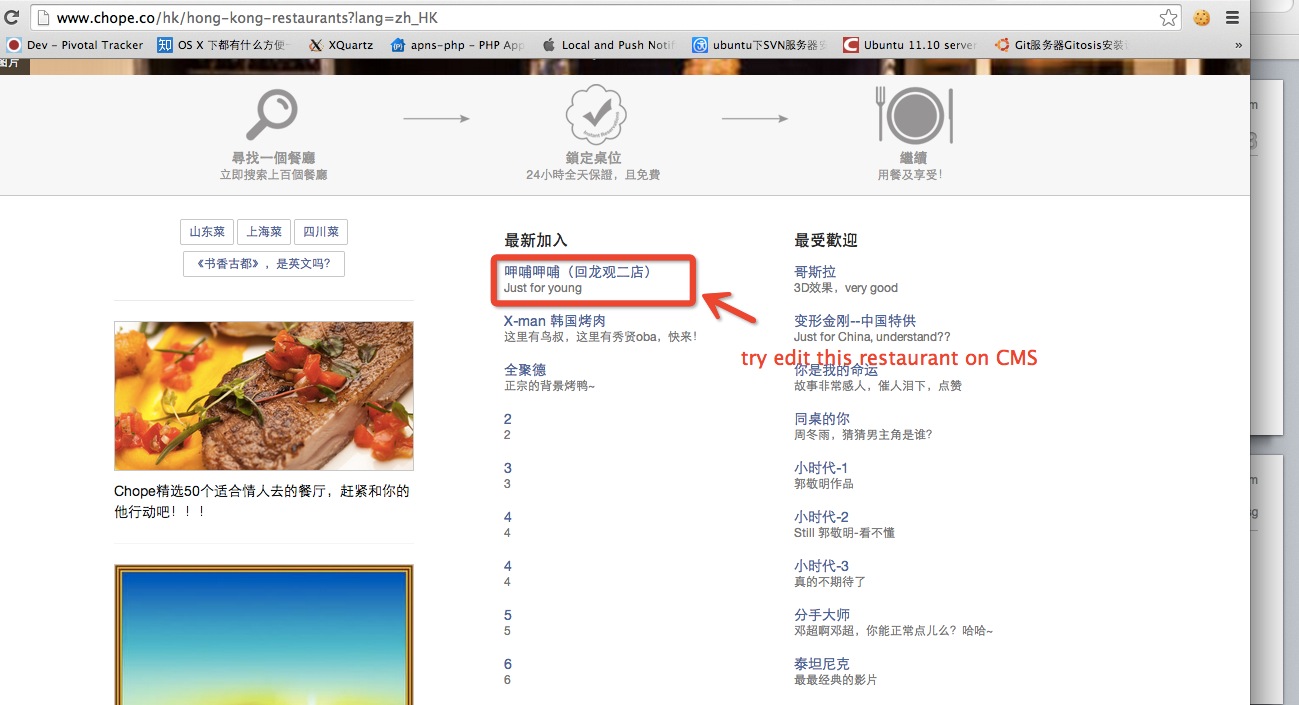 www.chope.co/hk/hong-kong-restaurants?lang=zh_HK
Dev – Pivotal Tracker
知 OS X 下都有什么方便
XQuartz
apns-php – PHP App
Local and Push Notif
ubuntu下SVN服务器
Ubuntu 11.10 server
Git服务器Gitosis安装
»
图片
尋找一個餐廳
立即搜索上百個餐廳
Instant Reservations
鎖定桌位
24小時全天保證，且免費
繼續
用餐及享受！
山东菜
上海菜
四川菜
《书香古都》，是英文吗?
Chope精选50个适合情人去的餐厅，赶紧和你的
他行动吧！！！
最新加入
呷哺呷哺（回龙观二店）
Just for young
X-man 韩国烤肉
这里有鸟叔，这里有秀贤oba，快来！
全聚德
正宗的背景烤鸭~
2
2
3
3
4
4
4
4
5
5
6
6
最受歡迎
哥斯拉
3D效果，very good
变形金刚--中国特供
Just for China, understand??
try edit this restaurant on CMS
你是我的命运
故事非常感人，催人泪下，点赞
同桌的你
周冬雨，猜猜男主角是谁?
小时代-1
郭敬明作品
小时代-2
Still 郭敬明-看不懂
小时代-3
真的不期待了
分手大师
邓超啊邓超，你能正常点儿么？哈哈~
泰坦尼克
最最经典的影片